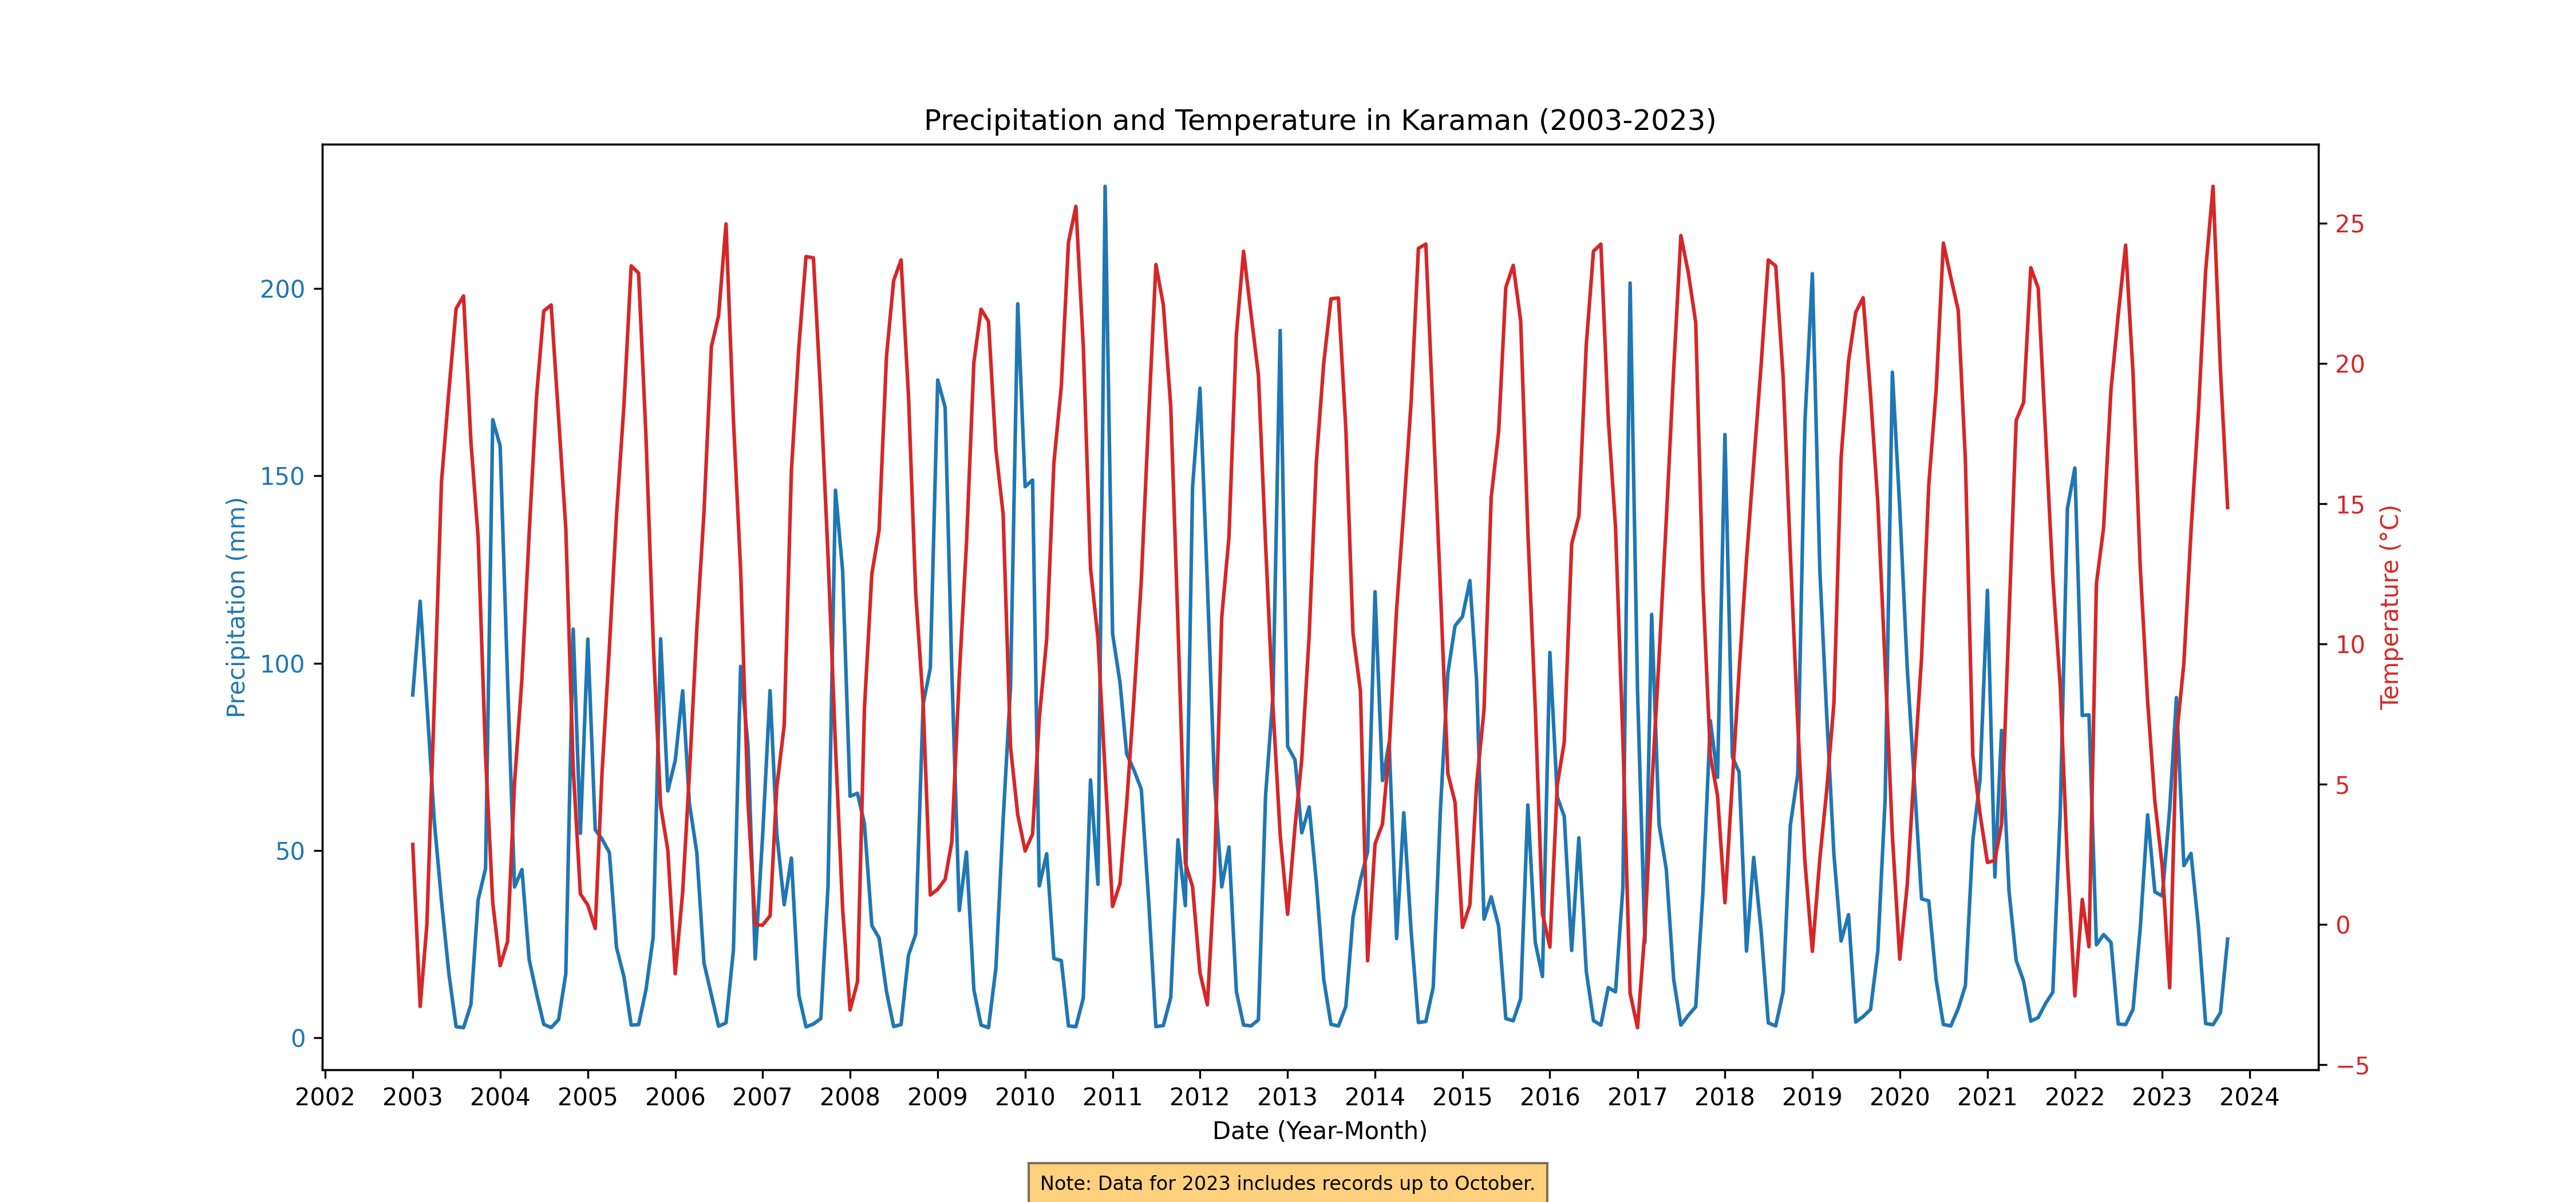 Precipitation and Temperature in Karaman (2003-2023)
Precipitation (mm)
200
150
100
50
0
25
20
15
10
5
0
−5
Temperature (°C)
2002 2003 2004 2005 2006 2007 2008 2009 2010 2011 2012 2013 2014 2015 2016 2017 2018 2019 2020 2021 2022 2023 2024
Date (Year-Month)
Note: Data for 2023 includes records up to October.